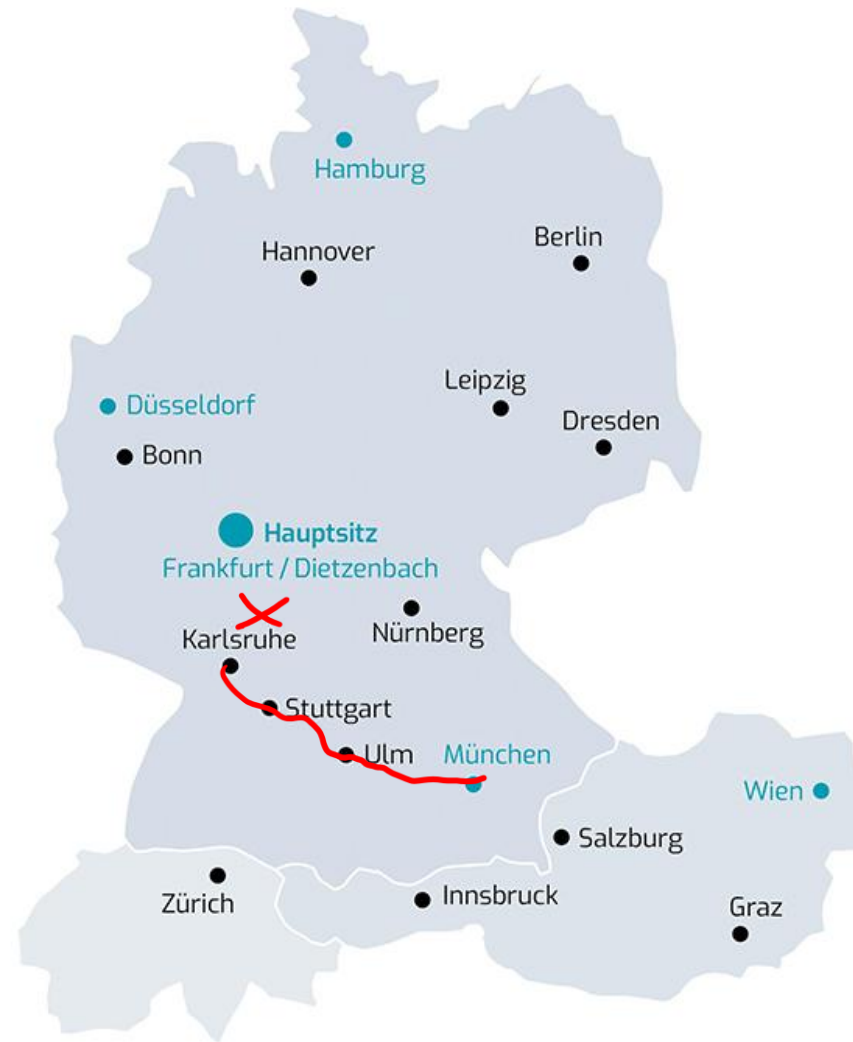 Hamburg
Hannover
Berlin
Leipzig
Düsseldorf
Dresden
Bonn
Hauptsitz
Frankfurt / Dietzenbach
Nürnberg
Karlsruhe
Stuttgart
Ulm
München
Wien
Salzburg
Zürich
Innsbruck
Graz